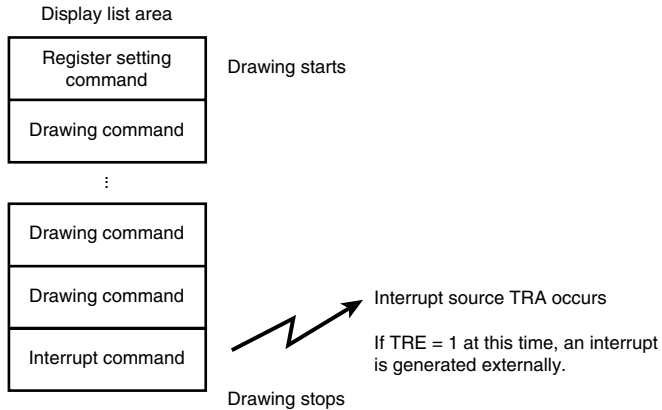 Display list area
Register setting
command
Drawing starts
Drawing command
...
Drawing command
Drawing command
Interrupt command
Interrupt source TRA occurs
If TRE = 1 at this time, an interrupt
is generated externally.
Drawing stops